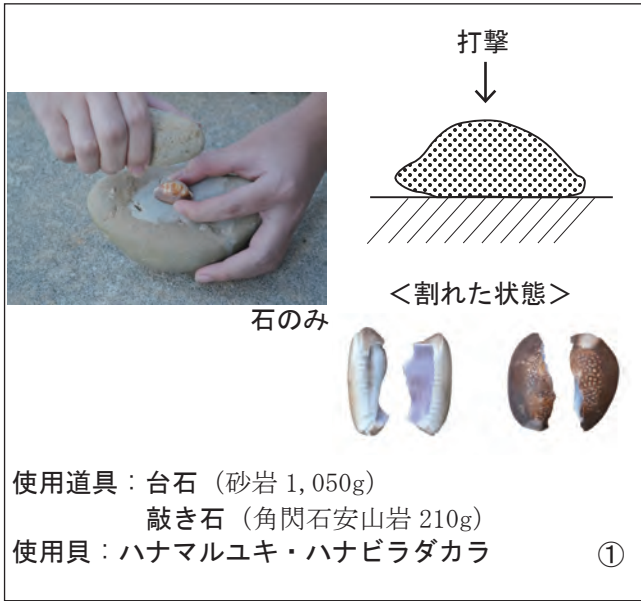 打撃
石のみ
＜割れた状態＞
使用道具：台石（砂岩 1,050g）
敲き石（角閃石安山岩 210g）
使用貝：ハナマルユキ・ハナビラダカラ
①